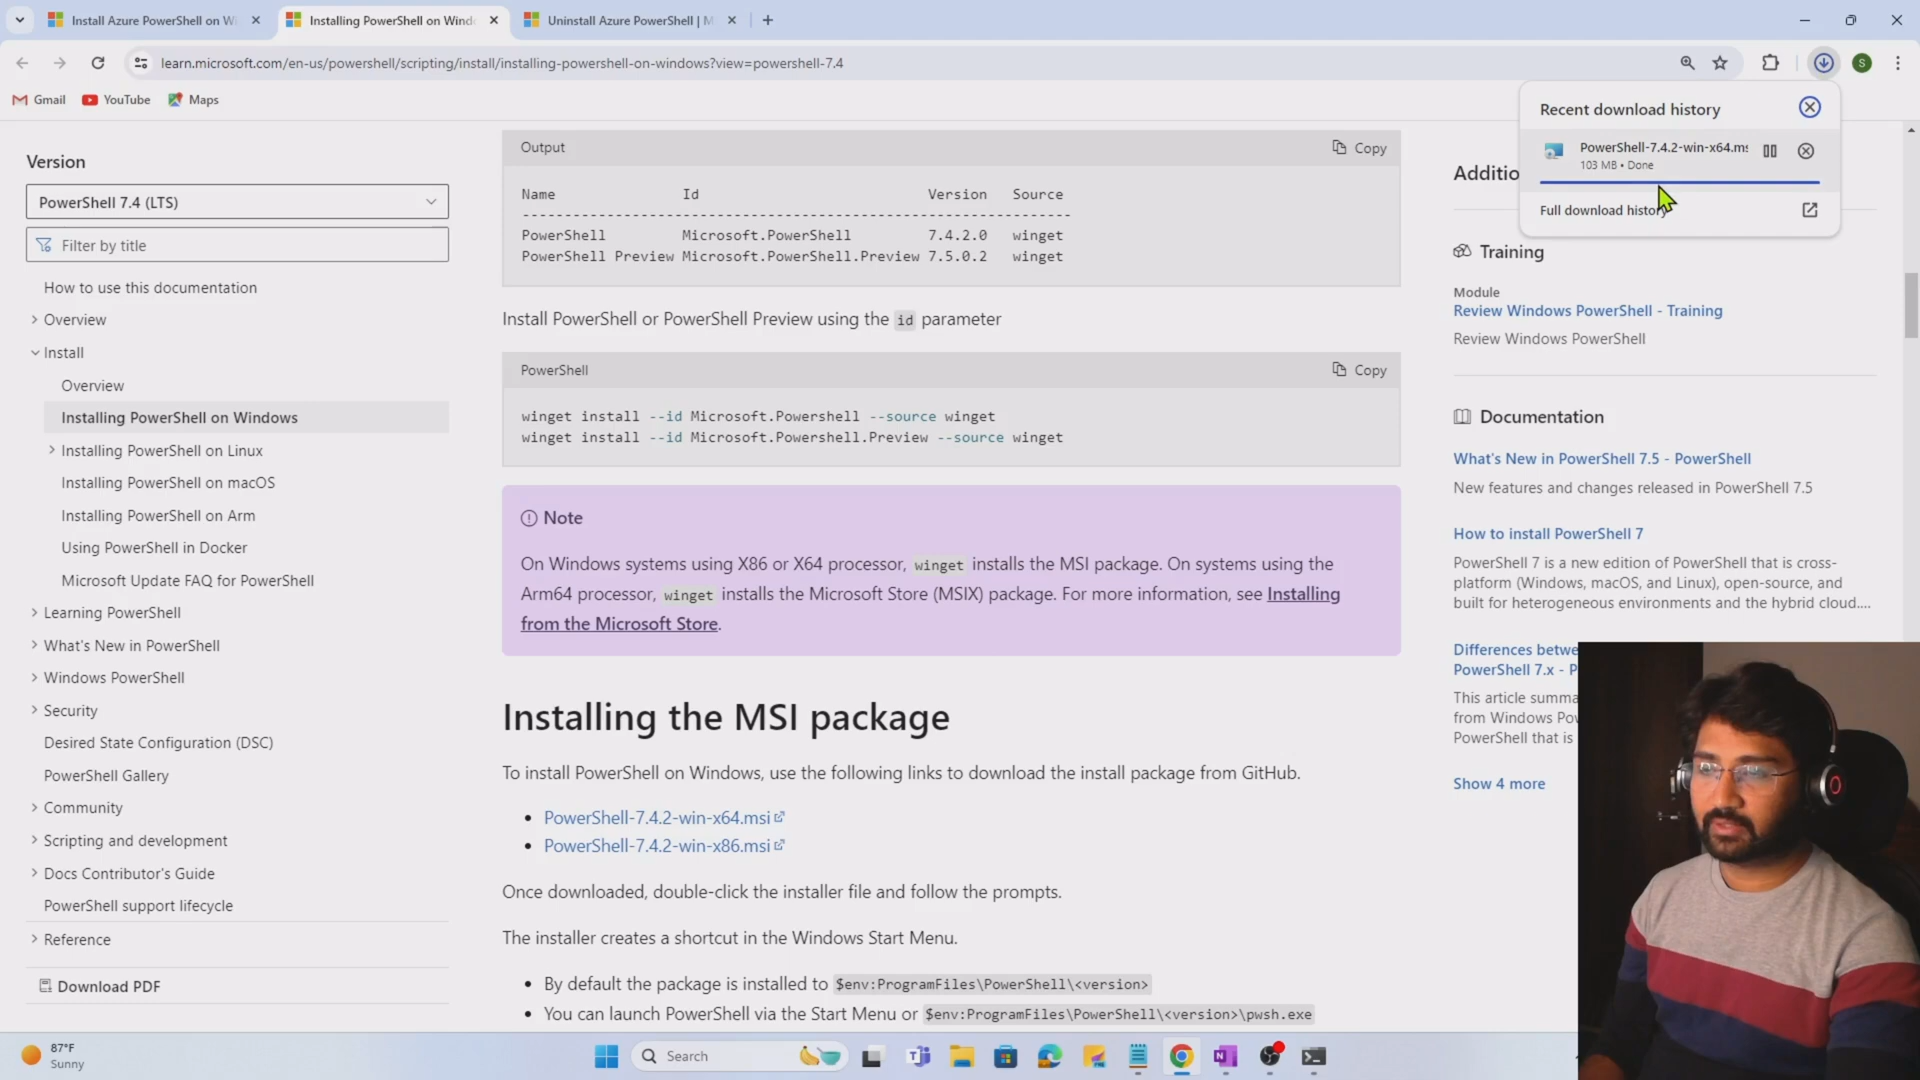 Install Azure PowerShell on Wi
Installing PowerShell on Windo
Uninstall Azure PowerShell | M
learn.microsoft.com/en-us/powershell/scripting/install/installing-powershell-on-windows?view=powershell-7.4
S
Gmail
YouTube
Maps
Recent download history
PowerShell-7.4.2-win-x64.ms
103 MB • Done
Full download history
Version
PowerShell 7.4 (LTS)
Filter by title
How to use this documentation
Overview
Install
Overview
Installing PowerShell on Windows
Installing PowerShell on Linux
Installing PowerShell on macOS
Installing PowerShell on Arm
Using PowerShell in Docker
Microsoft Update FAQ for PowerShell
Learning PowerShell
What's New in PowerShell
Windows PowerShell
Security
Desired State Configuration (DSC)
PowerShell Gallery
Community
Scripting and development
Docs Contributor's Guide
PowerShell support lifecycle
Reference
Download PDF
Output Copy
Name Id Version Source
---------------------------------------------------------------
PowerShell Microsoft.PowerShell 7.4.2.0 winget
PowerShell Preview Microsoft.PowerShell.Preview 7.5.0.2 winget
Install PowerShell or PowerShell Preview using the id parameter
PowerShell Copy
winget install --id Microsoft.Powershell --source winget
winget install --id Microsoft.Powershell.Preview --source winget
Note
On Windows systems using X86 or X64 processor, winget installs the MSI package. On systems using the
Arm64 processor, winget installs the Microsoft Store (MSIX) package. For more information, see Installing
from the Microsoft Store.
Installing the MSI package
To install PowerShell on Windows, use the following links to download the install package from GitHub.
• PowerShell-7.4.2-win-x64.msi
• PowerShell-7.4.2-win-x86.msi
Once downloaded, double-click the installer file and follow the prompts.
The installer creates a shortcut in the Windows Start Menu.
• By default the package is installed to $env:ProgramFiles\PowerShell\<version>
• You can launch PowerShell via the Start Menu or $env:ProgramFiles\PowerShell\<version>\pwsh.exe
Additio
Training
Module
Review Windows PowerShell - Training
Review Windows PowerShell
Documentation
What's New in PowerShell 7.5 - PowerShell
New features and changes released in PowerShell 7.5
How to install PowerShell 7
PowerShell 7 is a new edition of PowerShell that is cross-
platform (Windows, macOS, and Linux), open-source, and
built for heterogeneous environments and the hybrid cloud....
Differences betwe
PowerShell 7.x - P
This article summa
from Windows Pow
PowerShell that is
Show 4 more
87°F
Sunny
Search